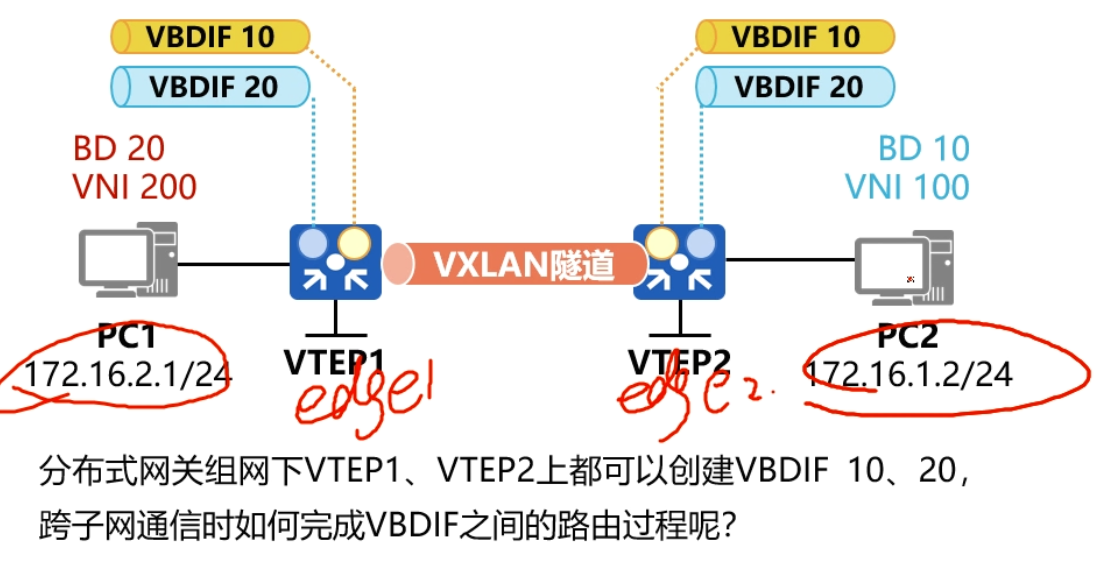 VBDIF 10
VBDIF 20
VBDIF 10
VBDIF 20
BD 20
VNI 200
BD 10
VNI 100
VXLAN隧道
PC1
172.16.2.1/24
VTEP1
edge1
VTEP2
edge2.
PC2
172.16.1.2/24
分布式网关组网下VTEP1、VTEP2上都可以创建VBDIF 10、20,
跨子网通信时如何完成VBDIF之间的路由过程呢?